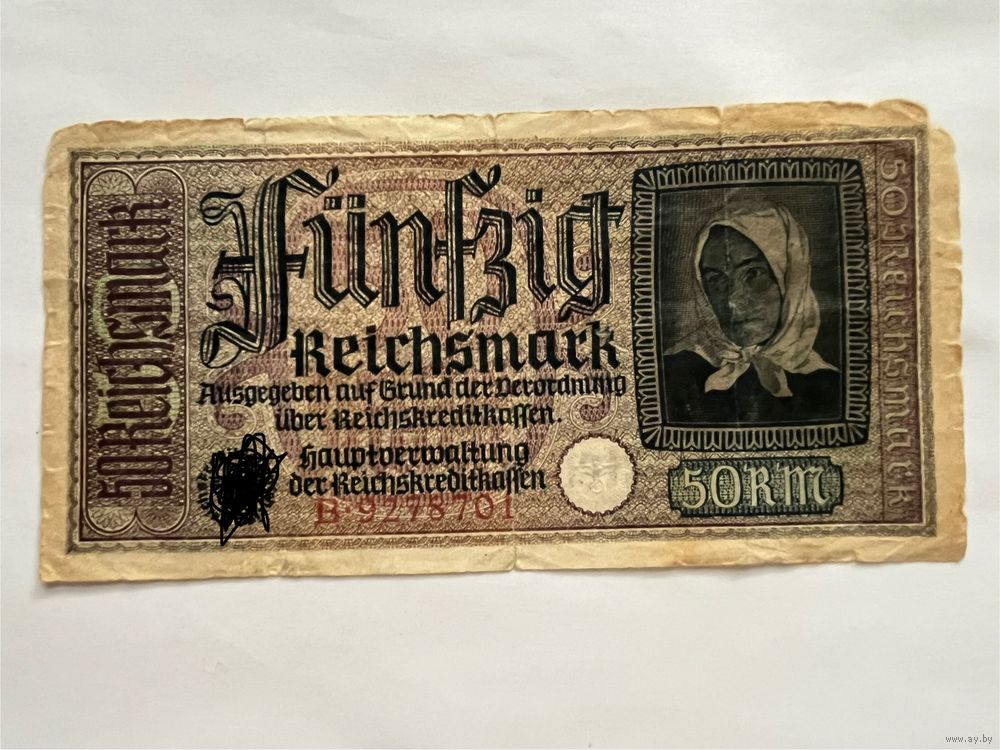 50 Reichsmark
Fünfzig
Reichsmark
Ausgegeben auf Grund der Verordnung
über Reichskreditkassen.
Hauptverwaltung
der Reichskreditkassen
B·9278701
50 RM
50 Reichsmark
www.ay.by